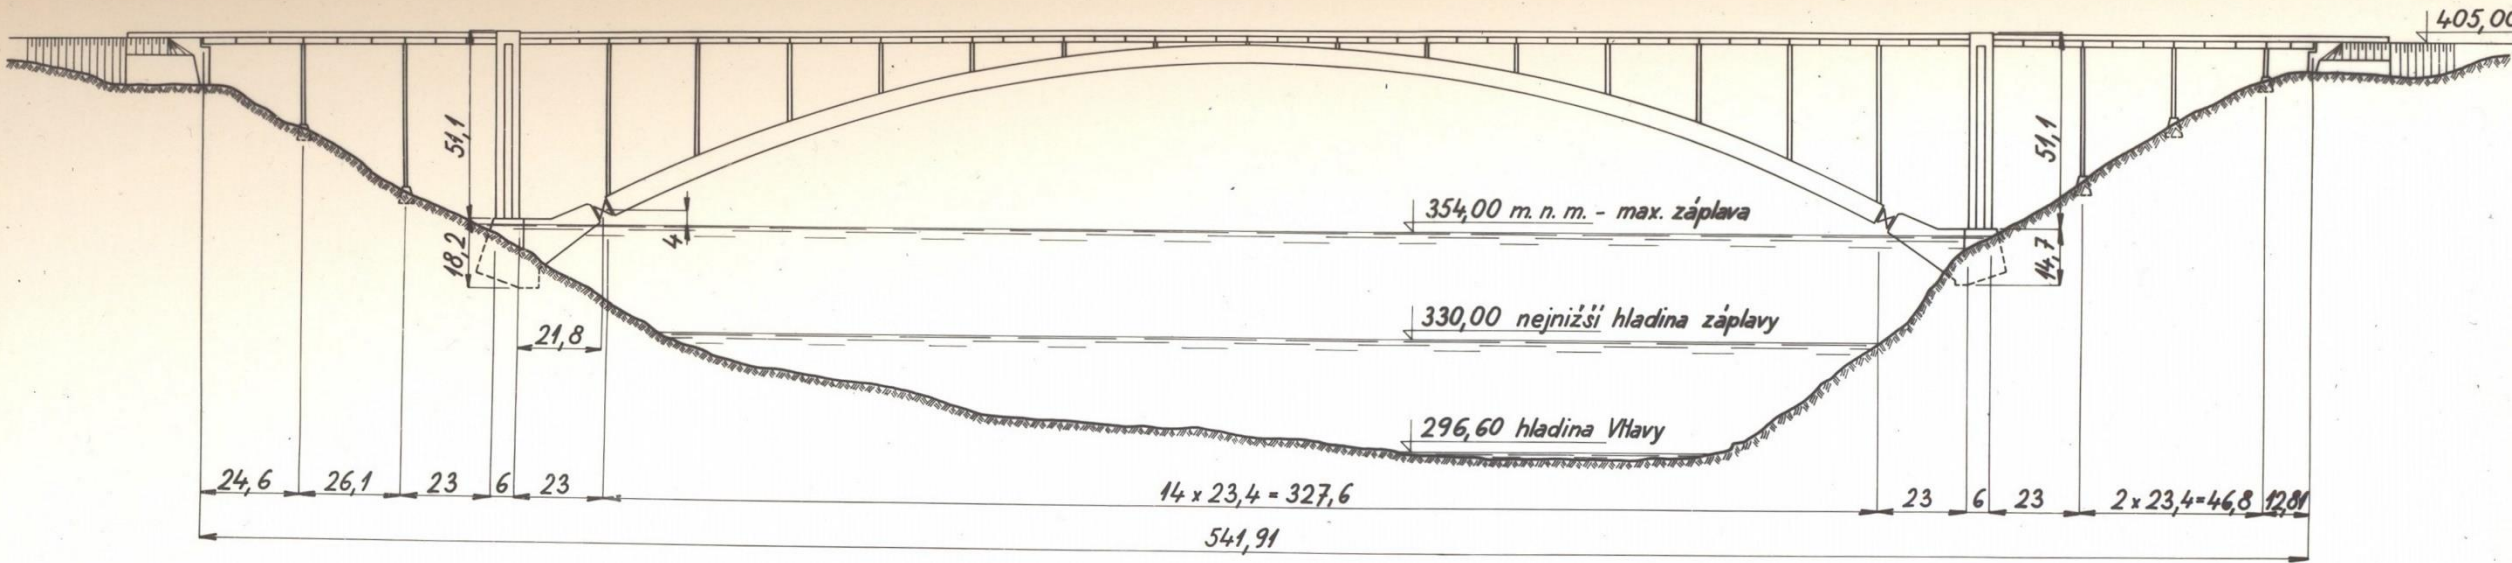 405,00
51,1
51,1
354,00 m. n. m. - max. záplava
4
18,2
14,7
330,00 nejnižší hladina záplavy
21,8
296,60 hladina Vltavy
24,6 26,1 23 6 23 14 x 23,4 = 327,6 23 6 23 2 x 23,4=46,8 12,81
541,91